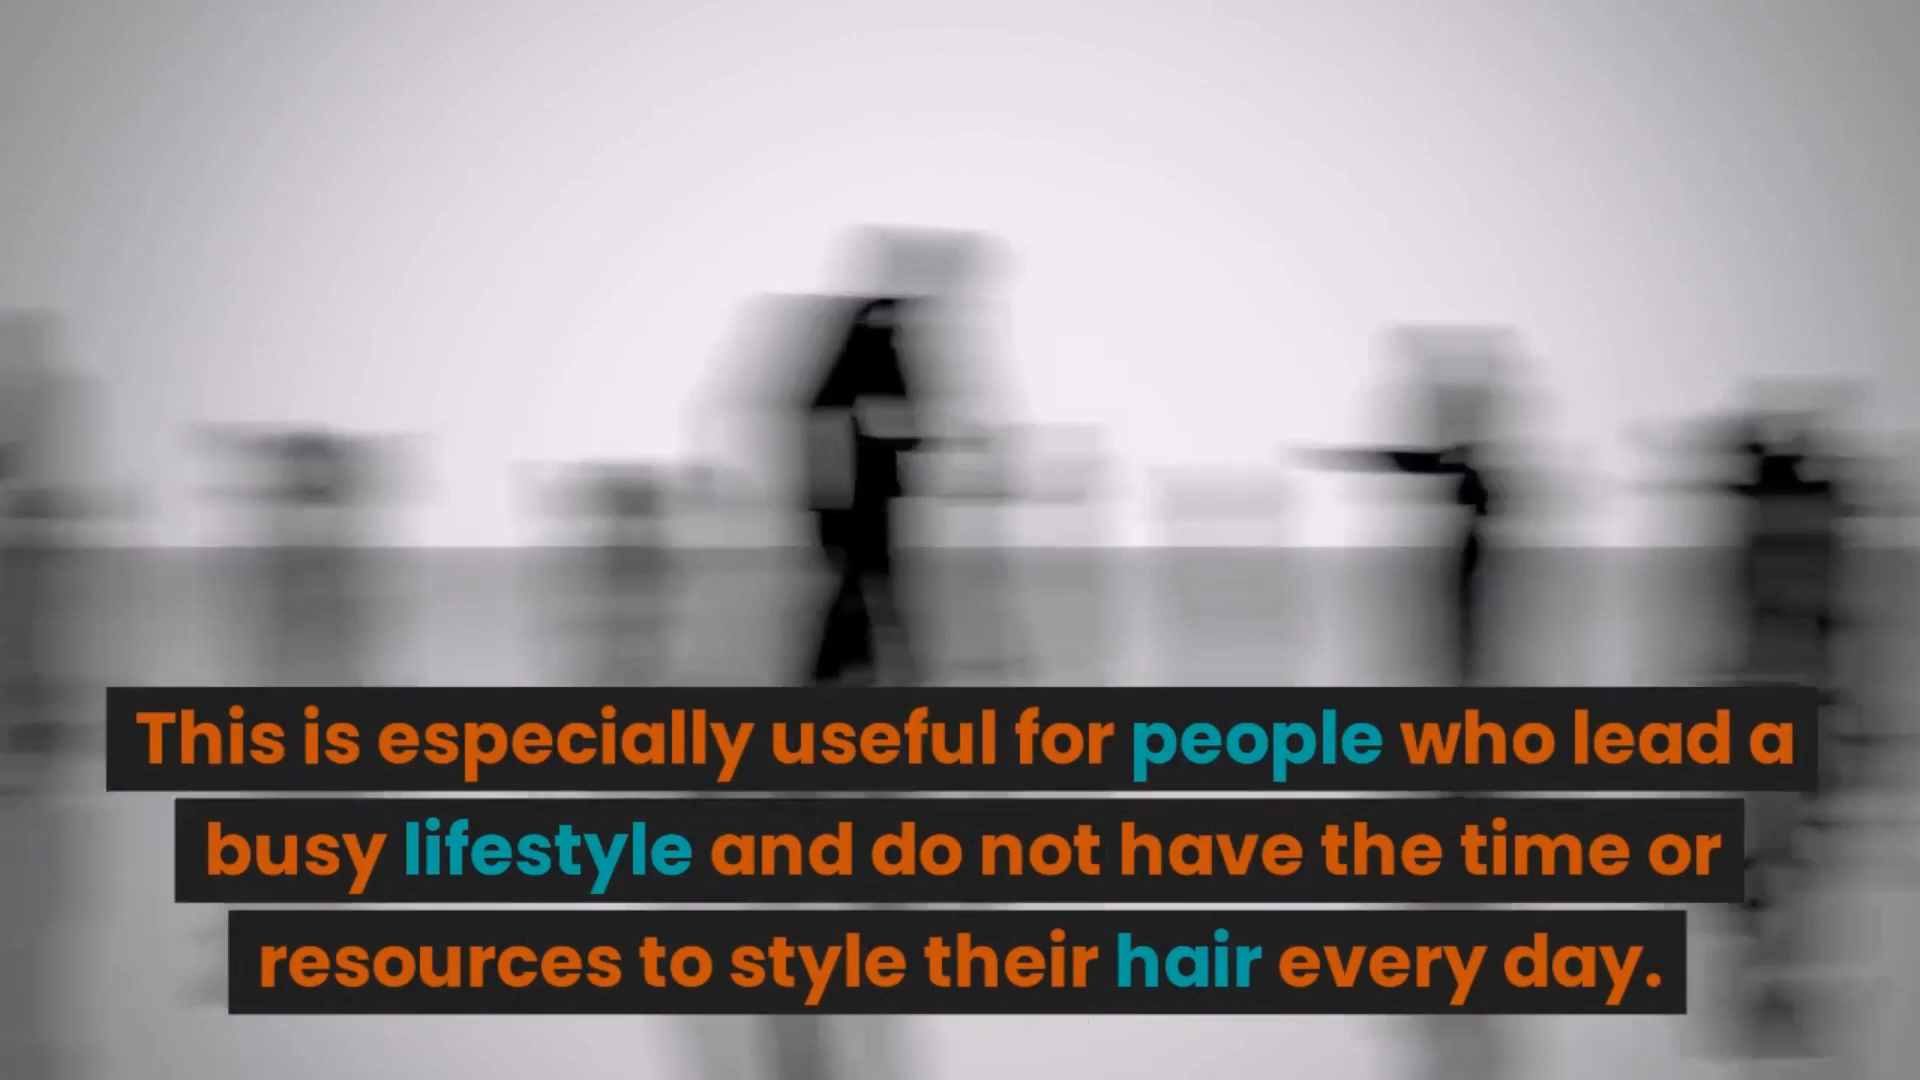 This is especially useful for people who lead a
busy lifestyle and do not have the time or
resources to style their hair every day.